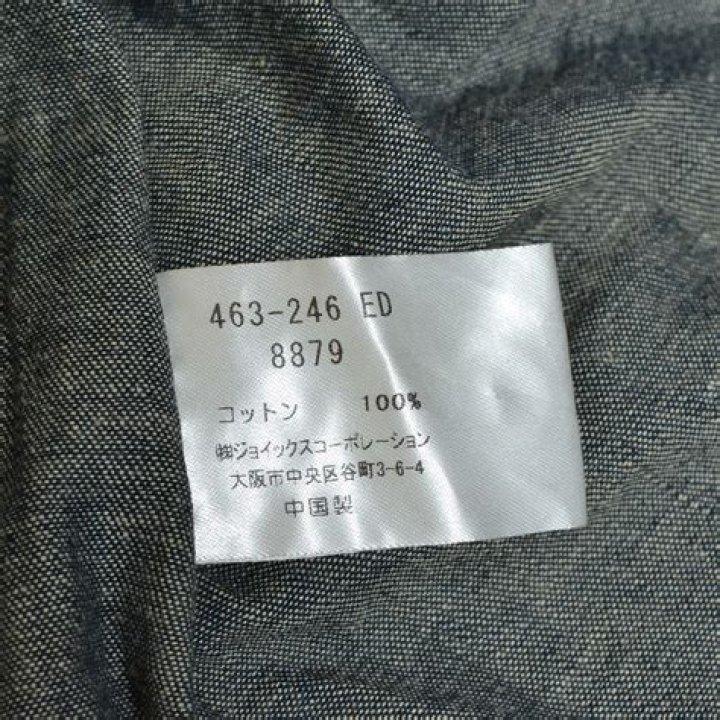 463-246 ED
8879
コットン 100%
㈱ジョイックスコーポレーション
大阪市中央区谷町3-6-4
中国製